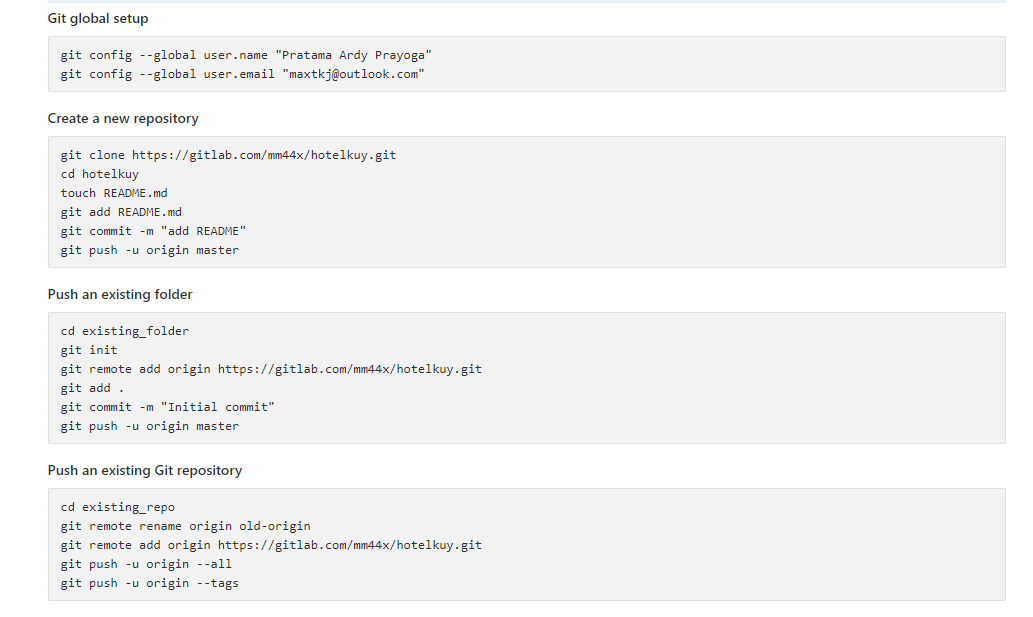 Git global setup
git config --global user.name "Pratama Ardy Prayoga"
git config --global user.email "maxtkj@outlook.com"
Create a new repository
git clone https://gitlab.com/mm44x/hotelkuy.git
cd hotelkuy
touch README.md
git add README.md
git commit -m "add README"
git push -u origin master
Push an existing folder
cd existing_folder
git init
git remote add origin https://gitlab.com/mm44x/hotelkuy.git
git add .
git commit -m "Initial commit"
git push -u origin master
Push an existing Git repository
cd existing_repo
git remote rename origin old-origin
git remote add origin https://gitlab.com/mm44x/hotelkuy.git
git push -u origin --all
git push -u origin --tags